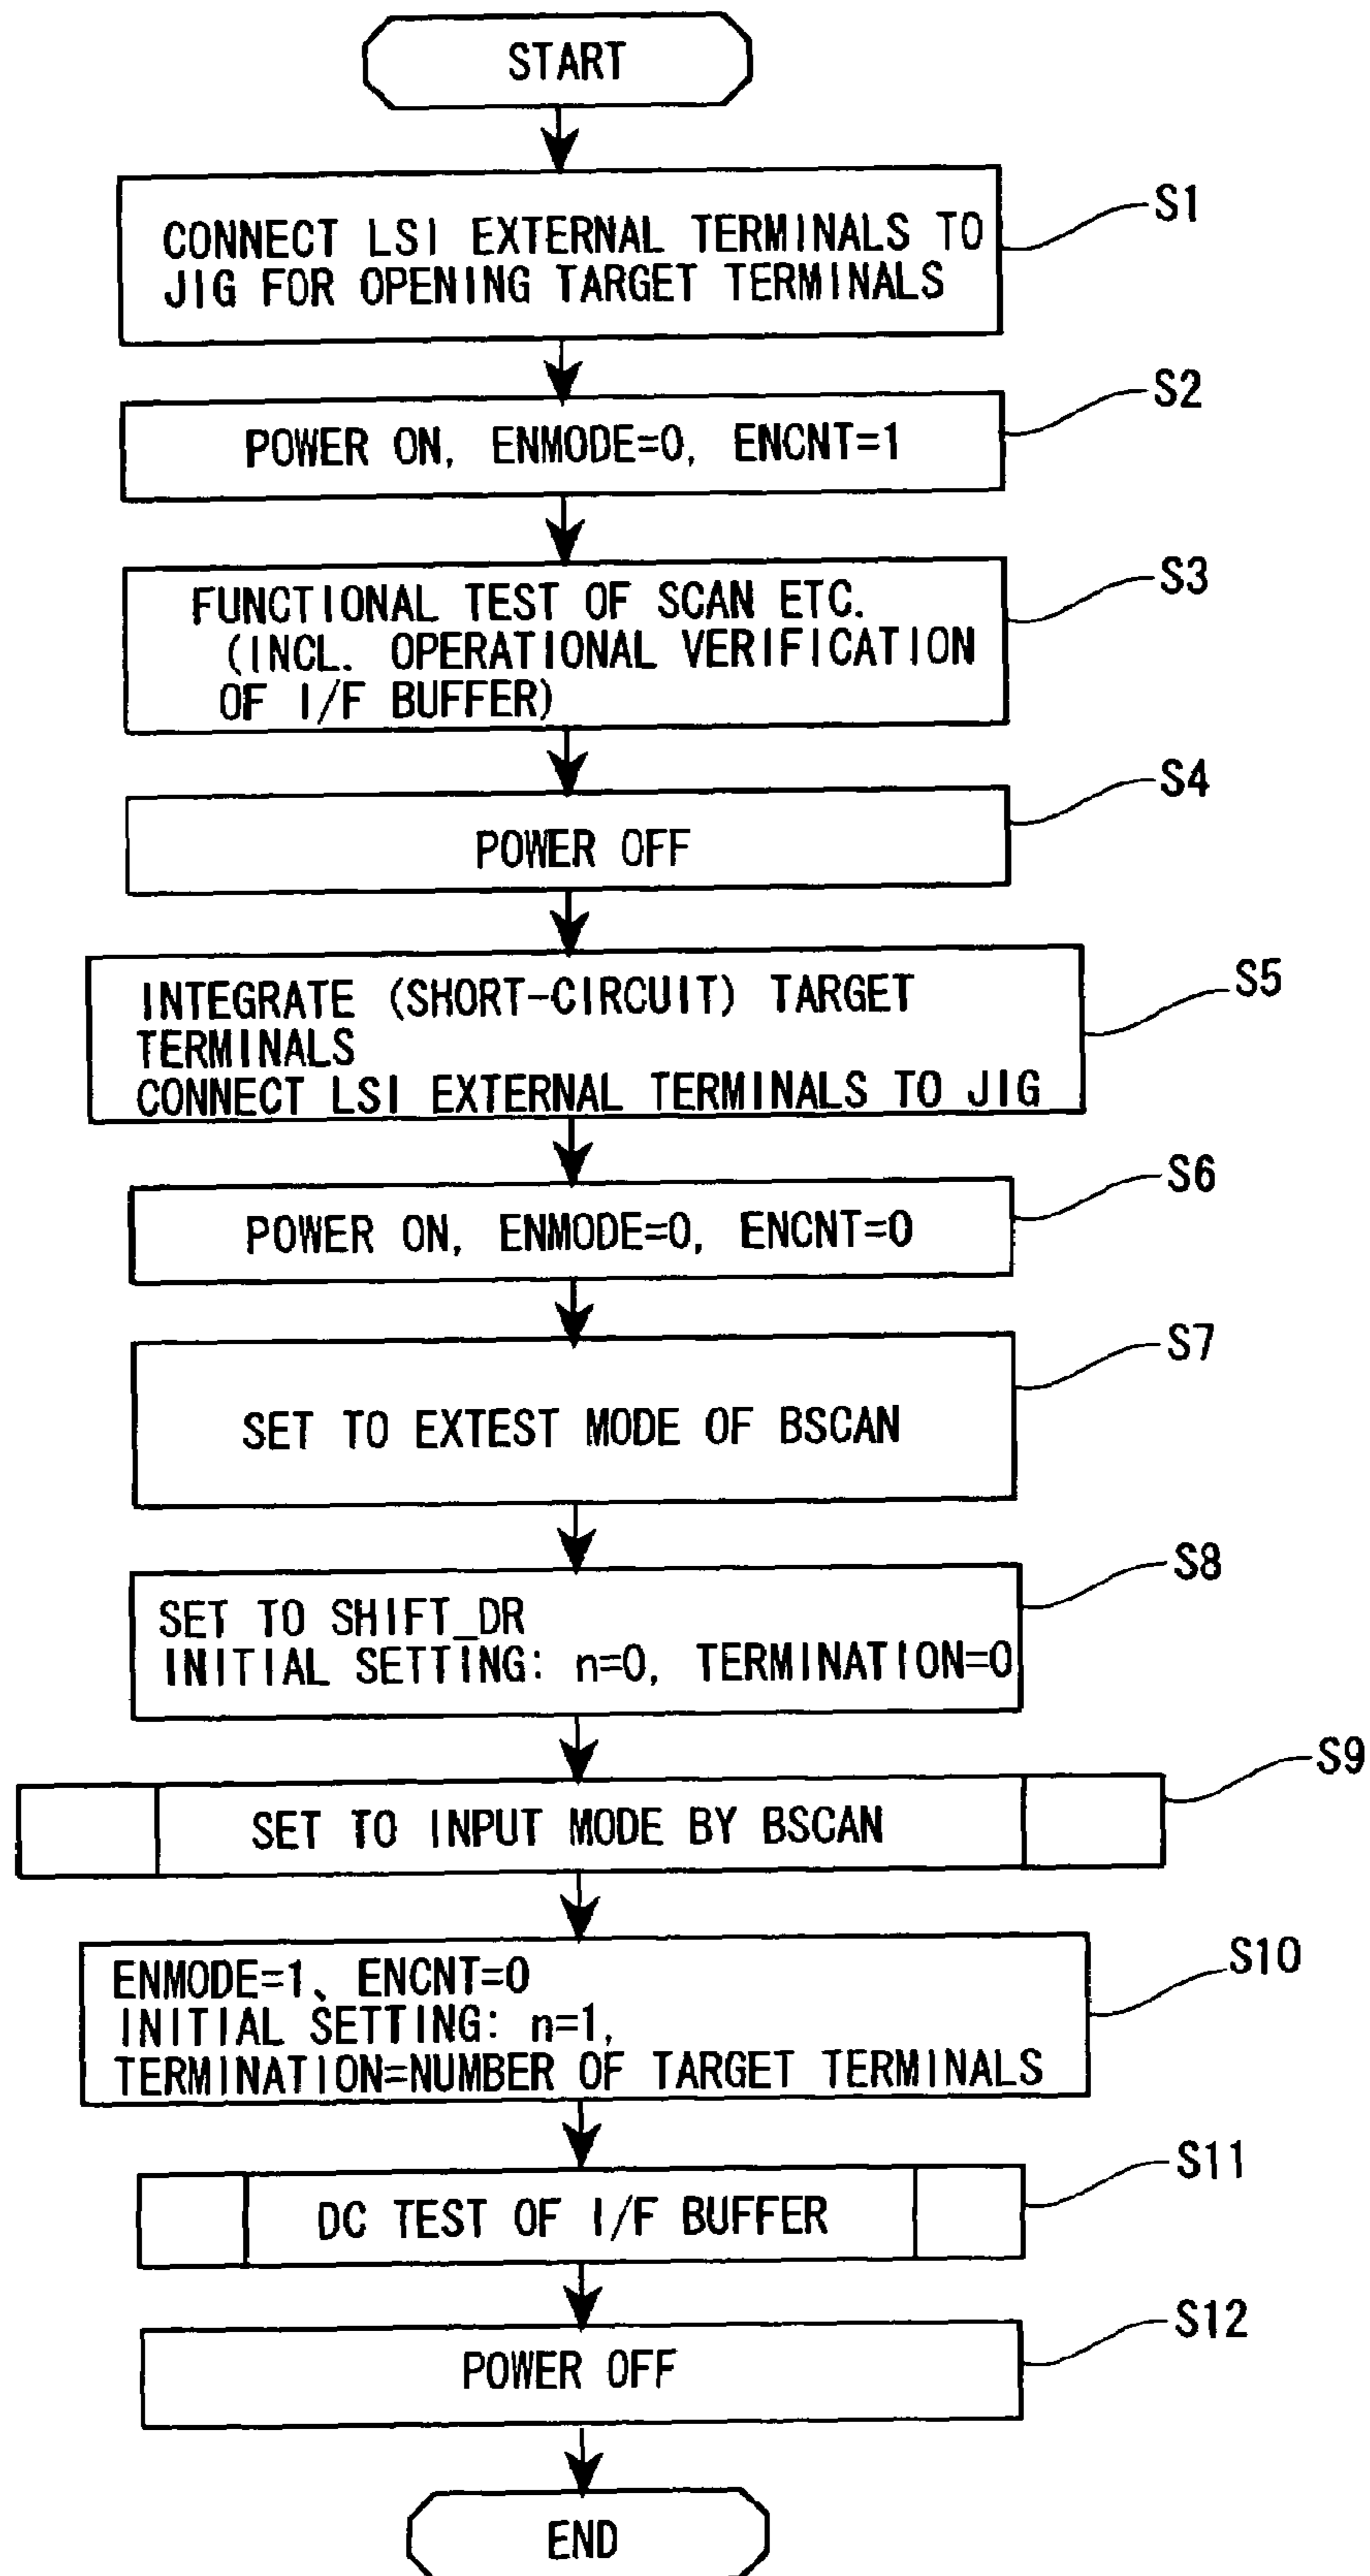 START
CONNECT LSI EXTERNAL TERMINALS TO
JIG FOR OPENING TARGET TERMINALS
S1
POWER ON, ENMODE=0, ENCNT=1
S2
FUNCTIONAL TEST OF SCAN ETC.
(INCL. OPERATIONAL VERIFICATION
OF I/F BUFFER)
S3
POWER OFF
S4
INTEGRATE (SHORT-CIRCUIT) TARGET
TERMINALS
CONNECT LSI EXTERNAL TERMINALS TO JIG
S5
POWER ON, ENMODE=0, ENCNT=0
S6
SET TO EXTEST MODE OF BSCAN
S7
SET TO SHIFT_DR
INITIAL SETTING: n=0, TERMINATION=0
S8
SET TO INPUT MODE BY BSCAN
S9
ENMODE=1、ENCNT=0
INITIAL SETTING: n=1,
TERMINATION=NUMBER OF TARGET TERMINALS
S10
DC TEST OF I/F BUFFER
S11
POWER OFF
S12
END